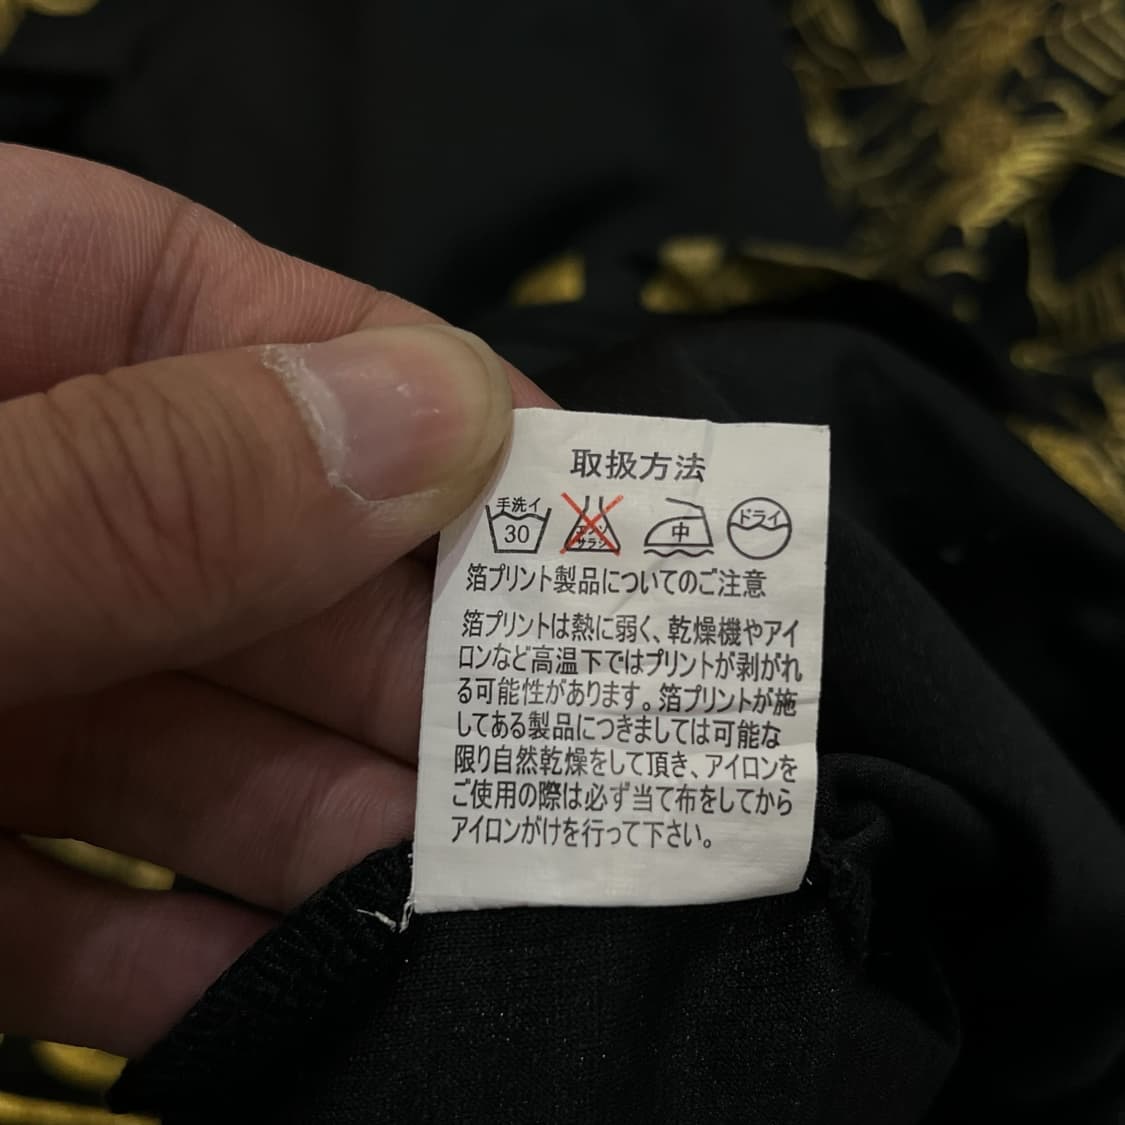 取扱方法
手洗イ
30
エンソ
サラシ
中
ドライ
箔プリント製品についてのご注意
箔プリントは熱に弱く、乾燥機やアイ
ロンなど高温下ではプリントが剥がれ
る可能性があります。箔プリントが施
してある製品につきましては可能な
限り自然乾燥をして頂き、アイロンを
ご使用の際は必ず当て布をしてから
アイロンがけを行って下さい。